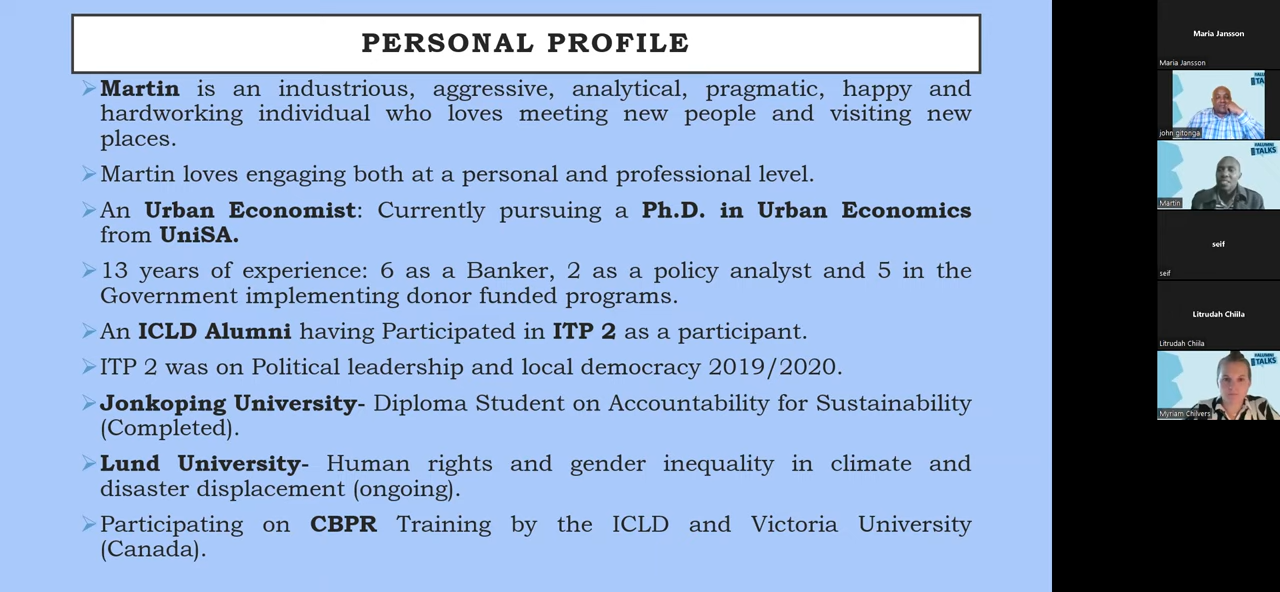 PERSONAL PROFILE
➢Martin is an industrious, aggressive, analytical, pragmatic, happy and
hardworking individual who loves meeting new people and visiting new
places.
➢Martin loves engaging both at a personal and professional level.
➢An Urban Economist: Currently pursuing a Ph.D. in Urban Economics
from UniSA.
➢13 years of experience: 6 as a Banker, 2 as a policy analyst and 5 in the
Government implementing donor funded programs.
➢An ICLD Alumni having Participated in ITP 2 as a participant.
➢ITP 2 was on Political leadership and local democracy 2019/2020.
➢Jonkoping University- Diploma Student on Accountability for Sustainability
(Completed).
➢Lund University- Human rights and gender inequality in climate and
disaster displacement (ongoing).
➢Participating on CBPR Training by the ICLD and Victoria University
(Canada).
Maria Jansson
Maria Jansson
john gitonga
TALKS
Martin
seif
seif
Litrudah Chiila
Litrudah Chiila
TALKS
Myriam Chilvers